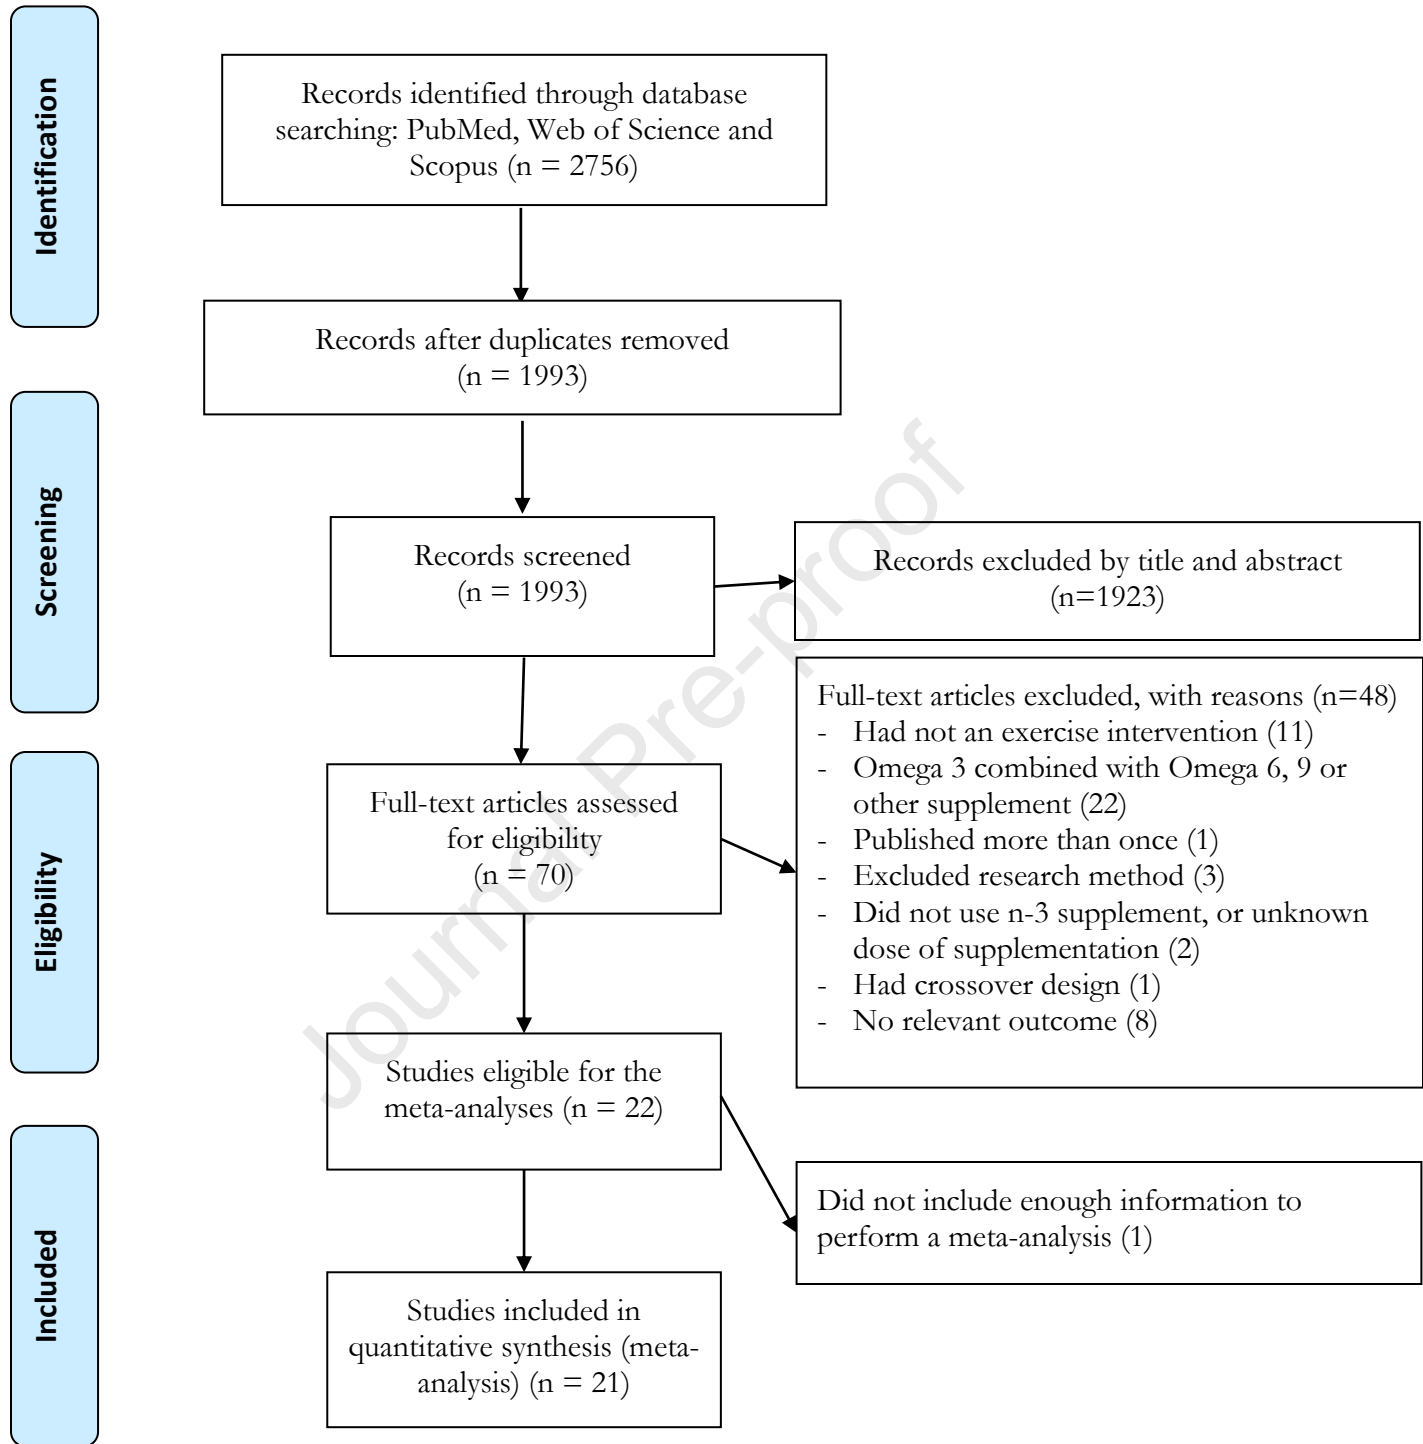 Identification
Records identified through database
searching: PubMed, Web of Science and
Scopus (n = 2756)
Records after duplicates removed
(n = 1993)
Screening
Records screened
(n = 1993)
Records excluded by title and abstract
(n=1923)
Eligibility
Full-text articles assessed
for eligibility
(n = 70)
Full-text articles excluded, with reasons (n=48)
- Had not an exercise intervention (11)
- Omega 3 combined with Omega 6, 9 or
other supplement (22)
- Published more than once (1)
- Excluded research method (3)
- Did not use n-3 supplement, or unknown
dose of supplementation (2)
- Had crossover design (1)
- No relevant outcome (8)
Studies eligible for the
meta-analyses (n = 22)
Included
Did not include enough information to
perform a meta-analysis (1)
Studies included in
quantitative synthesis (meta-
analysis) (n = 21)
Journal Pre-proof